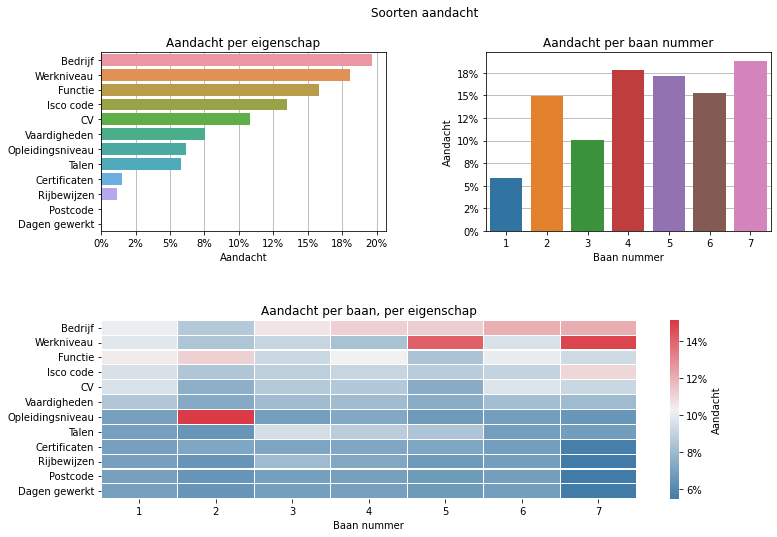 Soorten aandacht
Aandacht per eigenschap
Bedrijf
Werkniveau
Functie
Isco code
CV
Vaardigheden
Opleidingsniveau
Talen
Certificaten
Rijbewijzen
Postcode
Dagen gewerkt
0% 2% 5% 8% 10% 12% 15% 18% 20%
Aandacht
Aandacht per baan nummer
Aandacht
18%
15%
12%
10%
8%
5%
2%
0%
1 2 3 4 5 6 7
Baan nummer
Aandacht per baan, per eigenschap
Bedrijf
Werkniveau
Functie
Isco code
CV
Vaardigheden
Opleidingsniveau
Talen
Certificaten
Rijbewijzen
Postcode
Dagen gewerkt
1 2 3 4 5 6 7
Baan nummer
14%
12%
10%
8%
6%
Aandacht